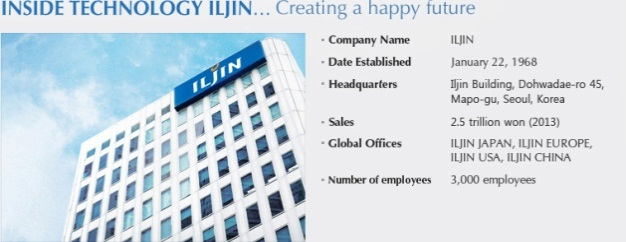 INSIDE TECHNOLOGY ILJIN... Creating a happy future
ILJIN
· Company Name ILJIN
· Date Established January 22, 1968
· Headquarters Iljin Building, Dohwadae-ro 45,
Mapo-gu, Seoul, Korea
· Sales 2.5 trillion won (2013)
· Global Offices ILJIN JAPAN, ILJIN EUROPE,
ILJIN USA, ILJIN CHINA
· Number of employees 3,000 employees